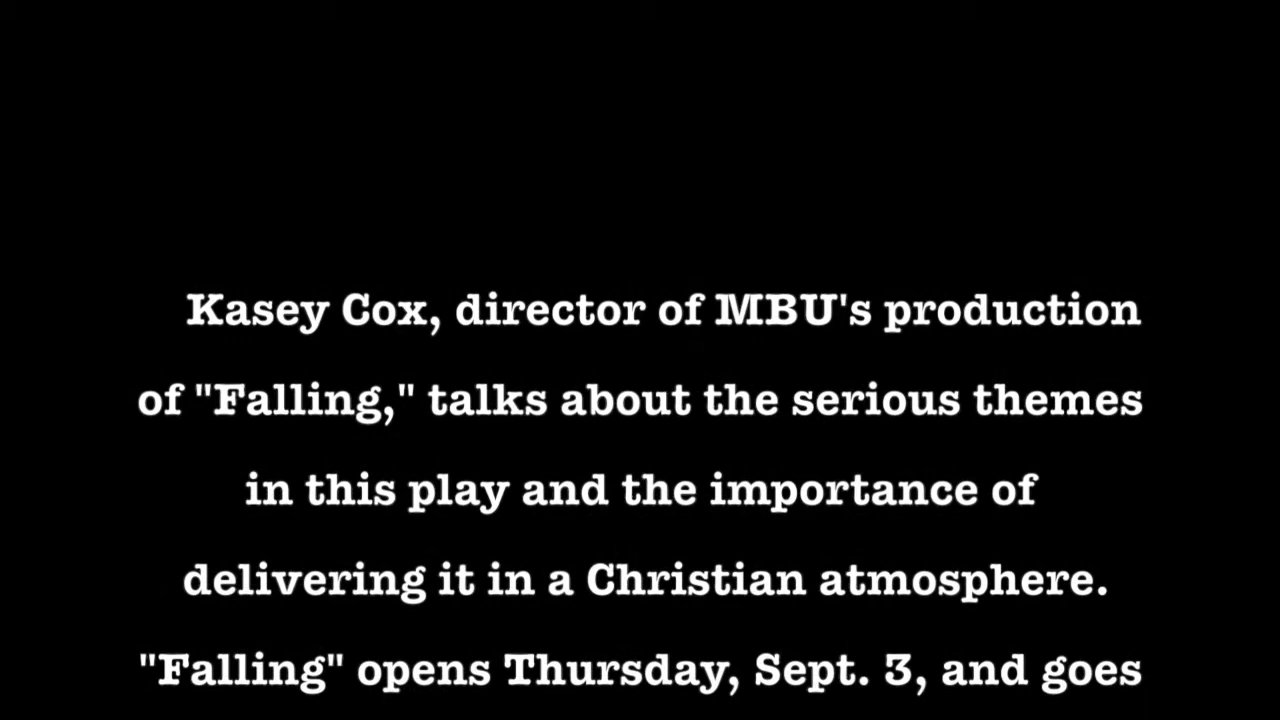 Kasey Cox, director of MBU's production
of "Falling," talks about the serious themes
in this play and the importance of
delivering it in a Christian atmosphere.
"Falling" opens Thursday, Sept. 3, and goes